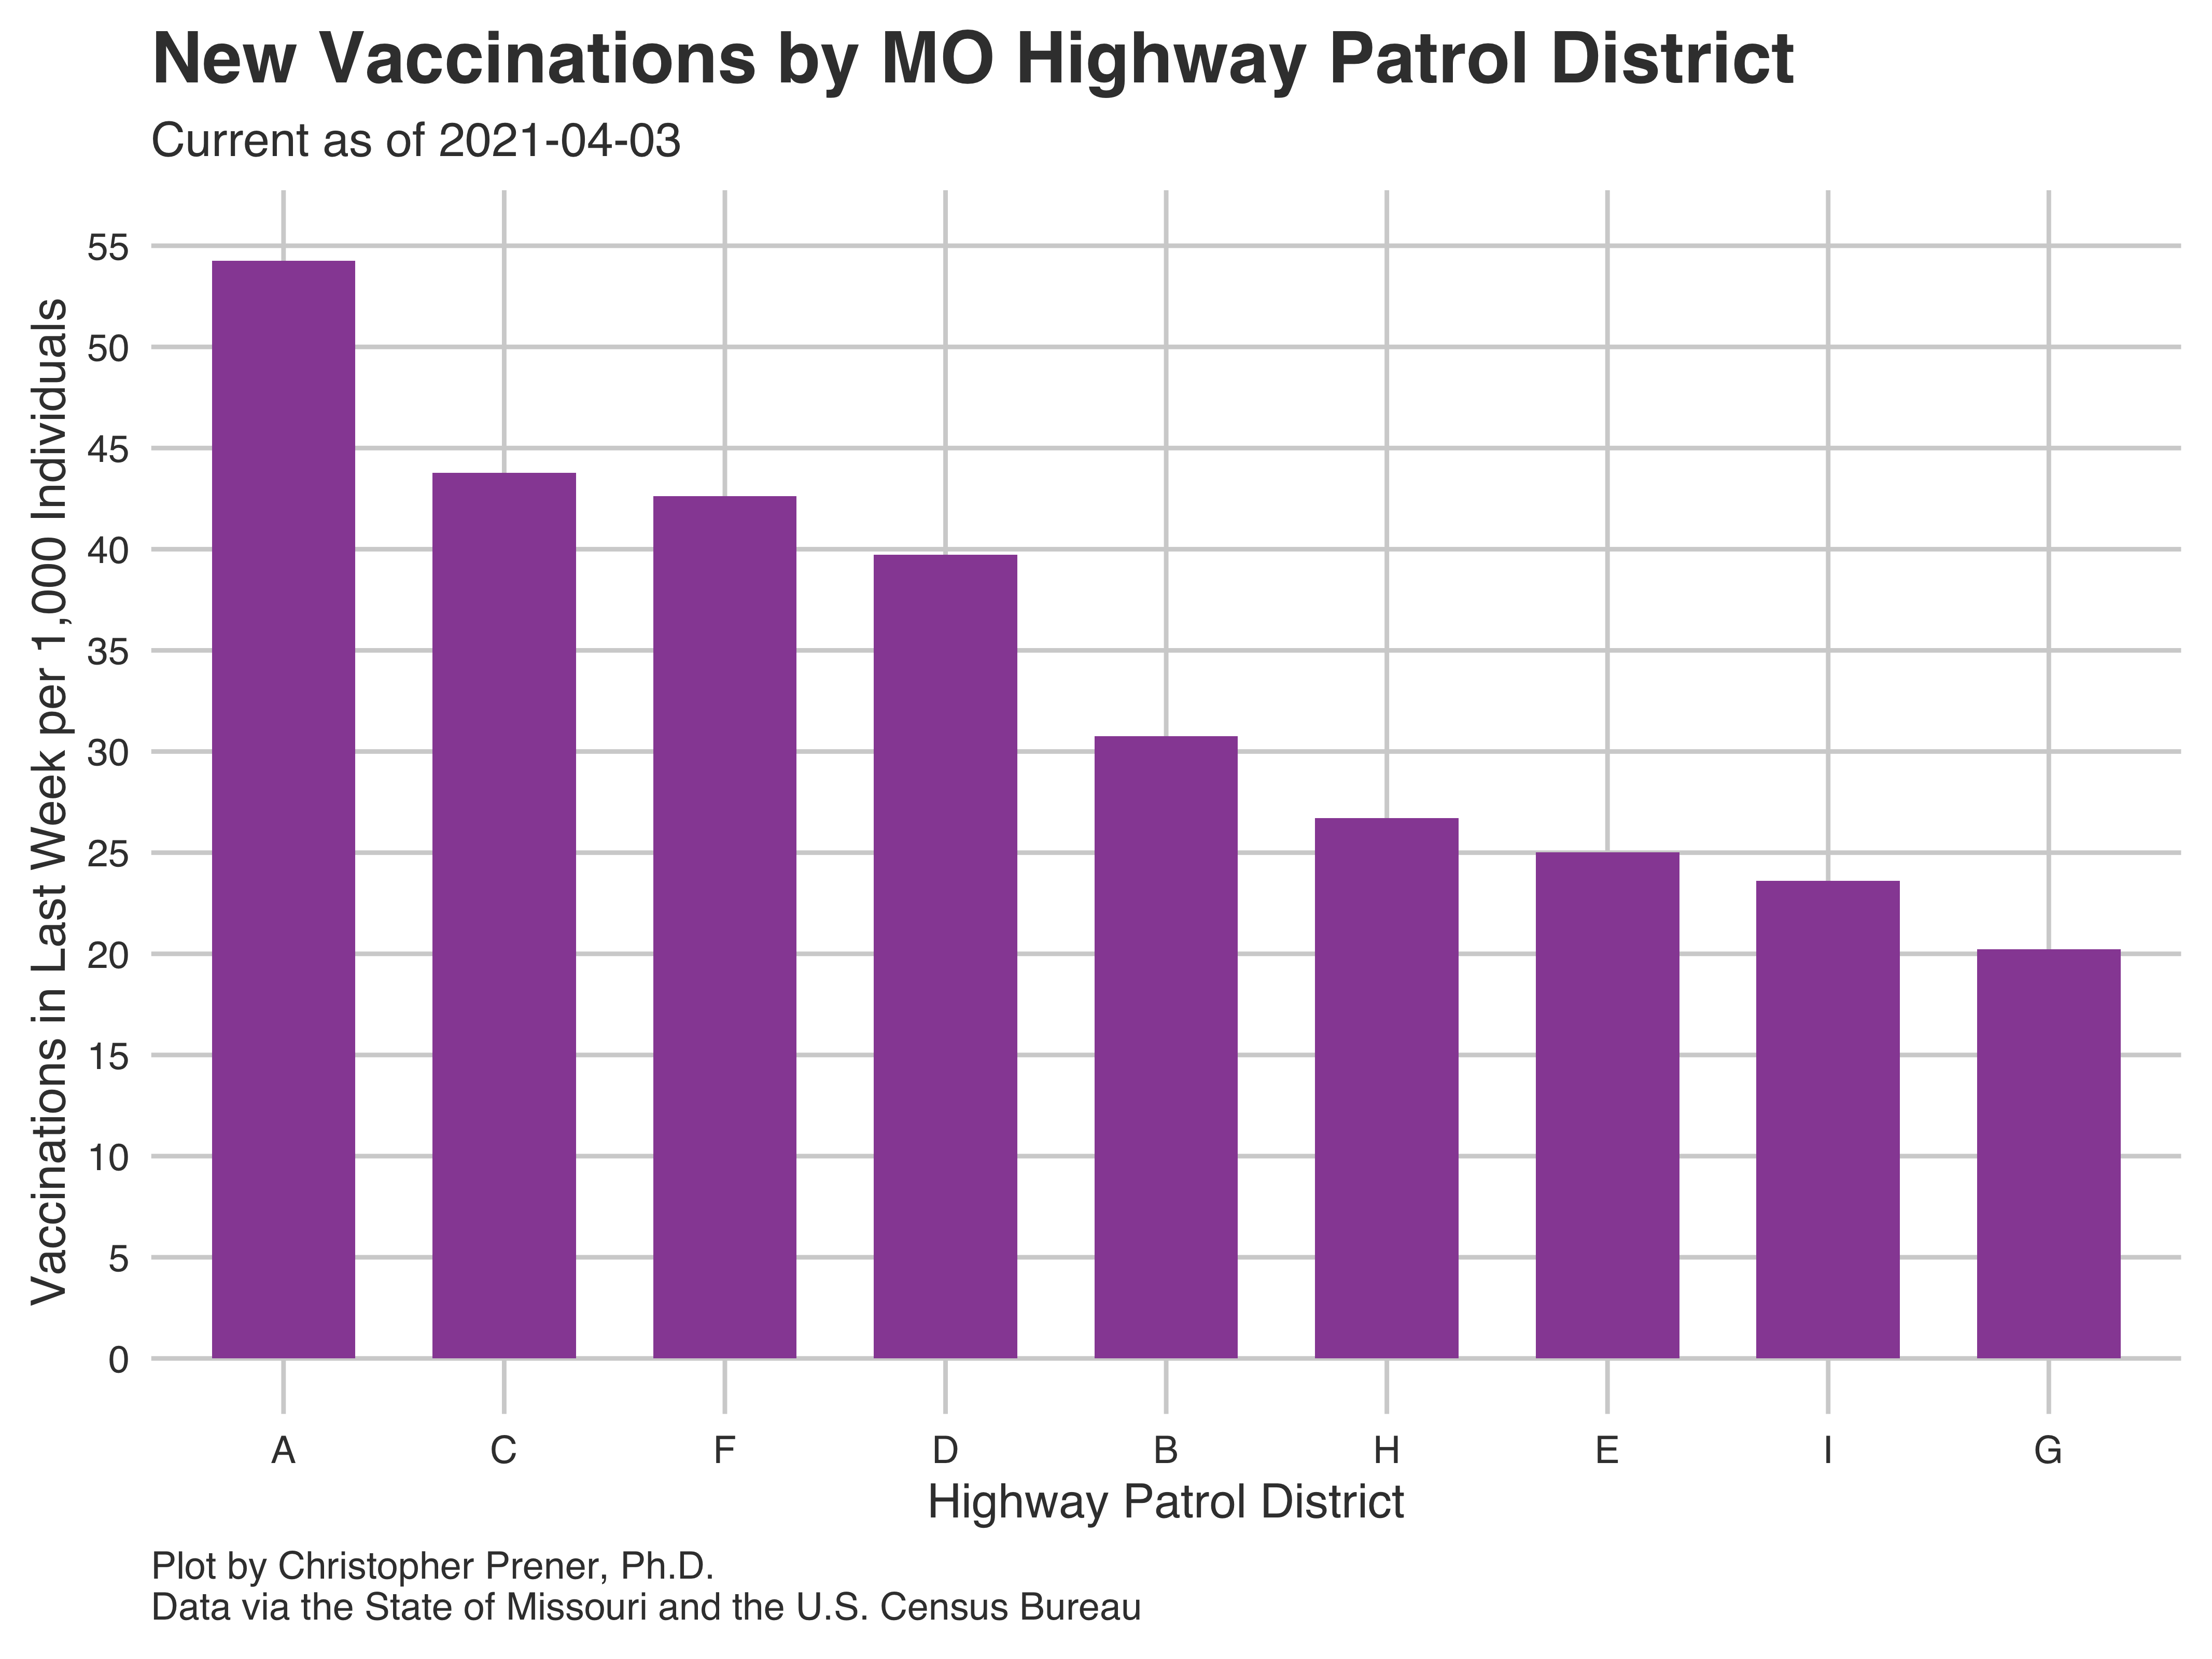 New Vaccinations by MO Highway Patrol District
Current as of 2021-04-03
Vaccinations in Last Week per 1,000 Individuals
55
50
45
40
35
30
25
20
15
10
5
0
A C F D B H E I G
Highway Patrol District
Plot by Christopher Prener, Ph.D.
Data via the State of Missouri and the U.S. Census Bureau